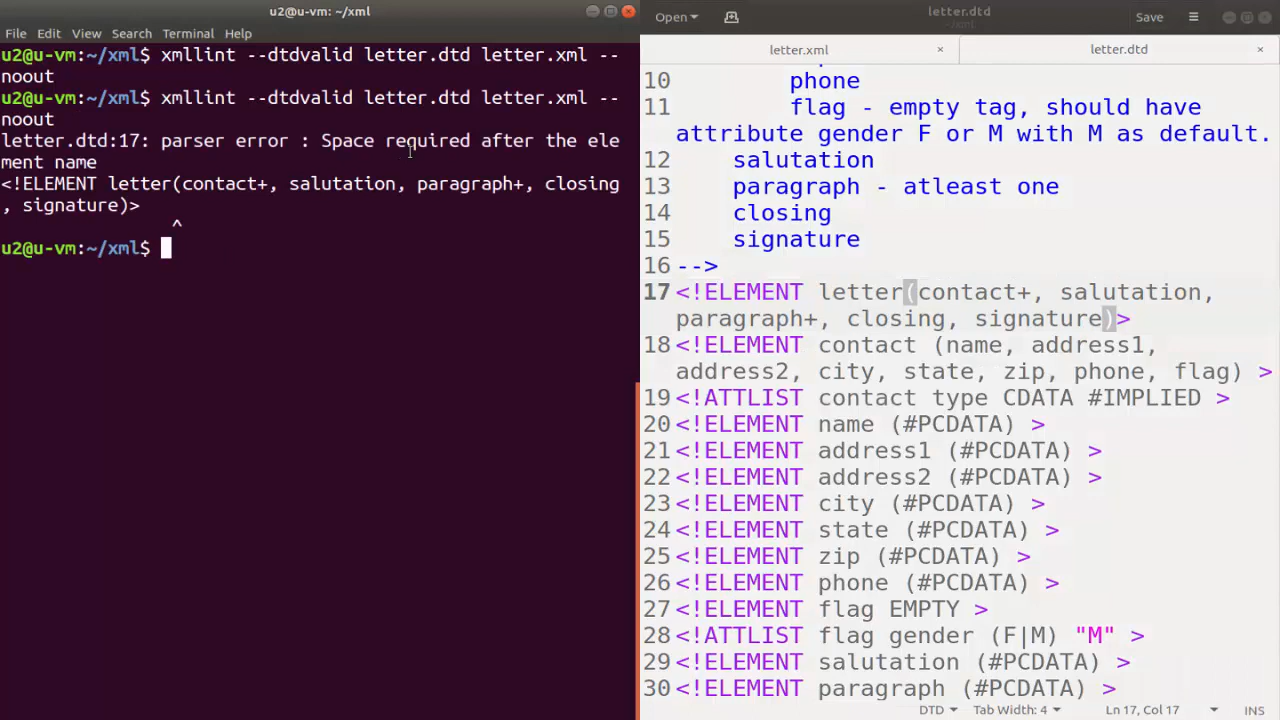 u2@u-vm: ~/xml
File Edit View Search Terminal Help
u2@u-vm:~/xml$ xmllint --dtdvalid letter.dtd letter.xml --
noout
u2@u-vm:~/xml$ xmllint --dtdvalid letter.dtd letter.xml --
noout
letter.dtd:17: parser error : Space required after the ele
ment name
<!ELEMENT letter(contact+, salutation, paragraph+, closing
, signature)>
^
u2@u-vm:~/xml$
Open letter.dtd Save
~/xml
letter.xml × letter.dtd ×
10 phone
11 flag - empty tag, should have
attribute gender F or M with M as default.
12 salutation
13 paragraph - atleast one
14 closing
15 signature
16 -->
17 <!ELEMENT letter(contact+, salutation,
paragraph+, closing, signature)>
18 <!ELEMENT contact (name, address1,
address2, city, state, zip, phone, flag) >
19 <!ATTLIST contact type CDATA #IMPLIED >
20 <!ELEMENT name (#PCDATA) >
21 <!ELEMENT address1 (#PCDATA) >
22 <!ELEMENT address2 (#PCDATA) >
23 <!ELEMENT city (#PCDATA) >
24 <!ELEMENT state (#PCDATA) >
25 <!ELEMENT zip (#PCDATA) >
26 <!ELEMENT phone (#PCDATA) >
27 <!ELEMENT flag EMPTY >
28 <!ATTLIST flag gender (F|M) "M" >
29 <!ELEMENT salutation (#PCDATA) >
30 <!ELEMENT paragraph (#PCDATA) >
DTD Tab Width: 4 Ln 17, Col 17 INS